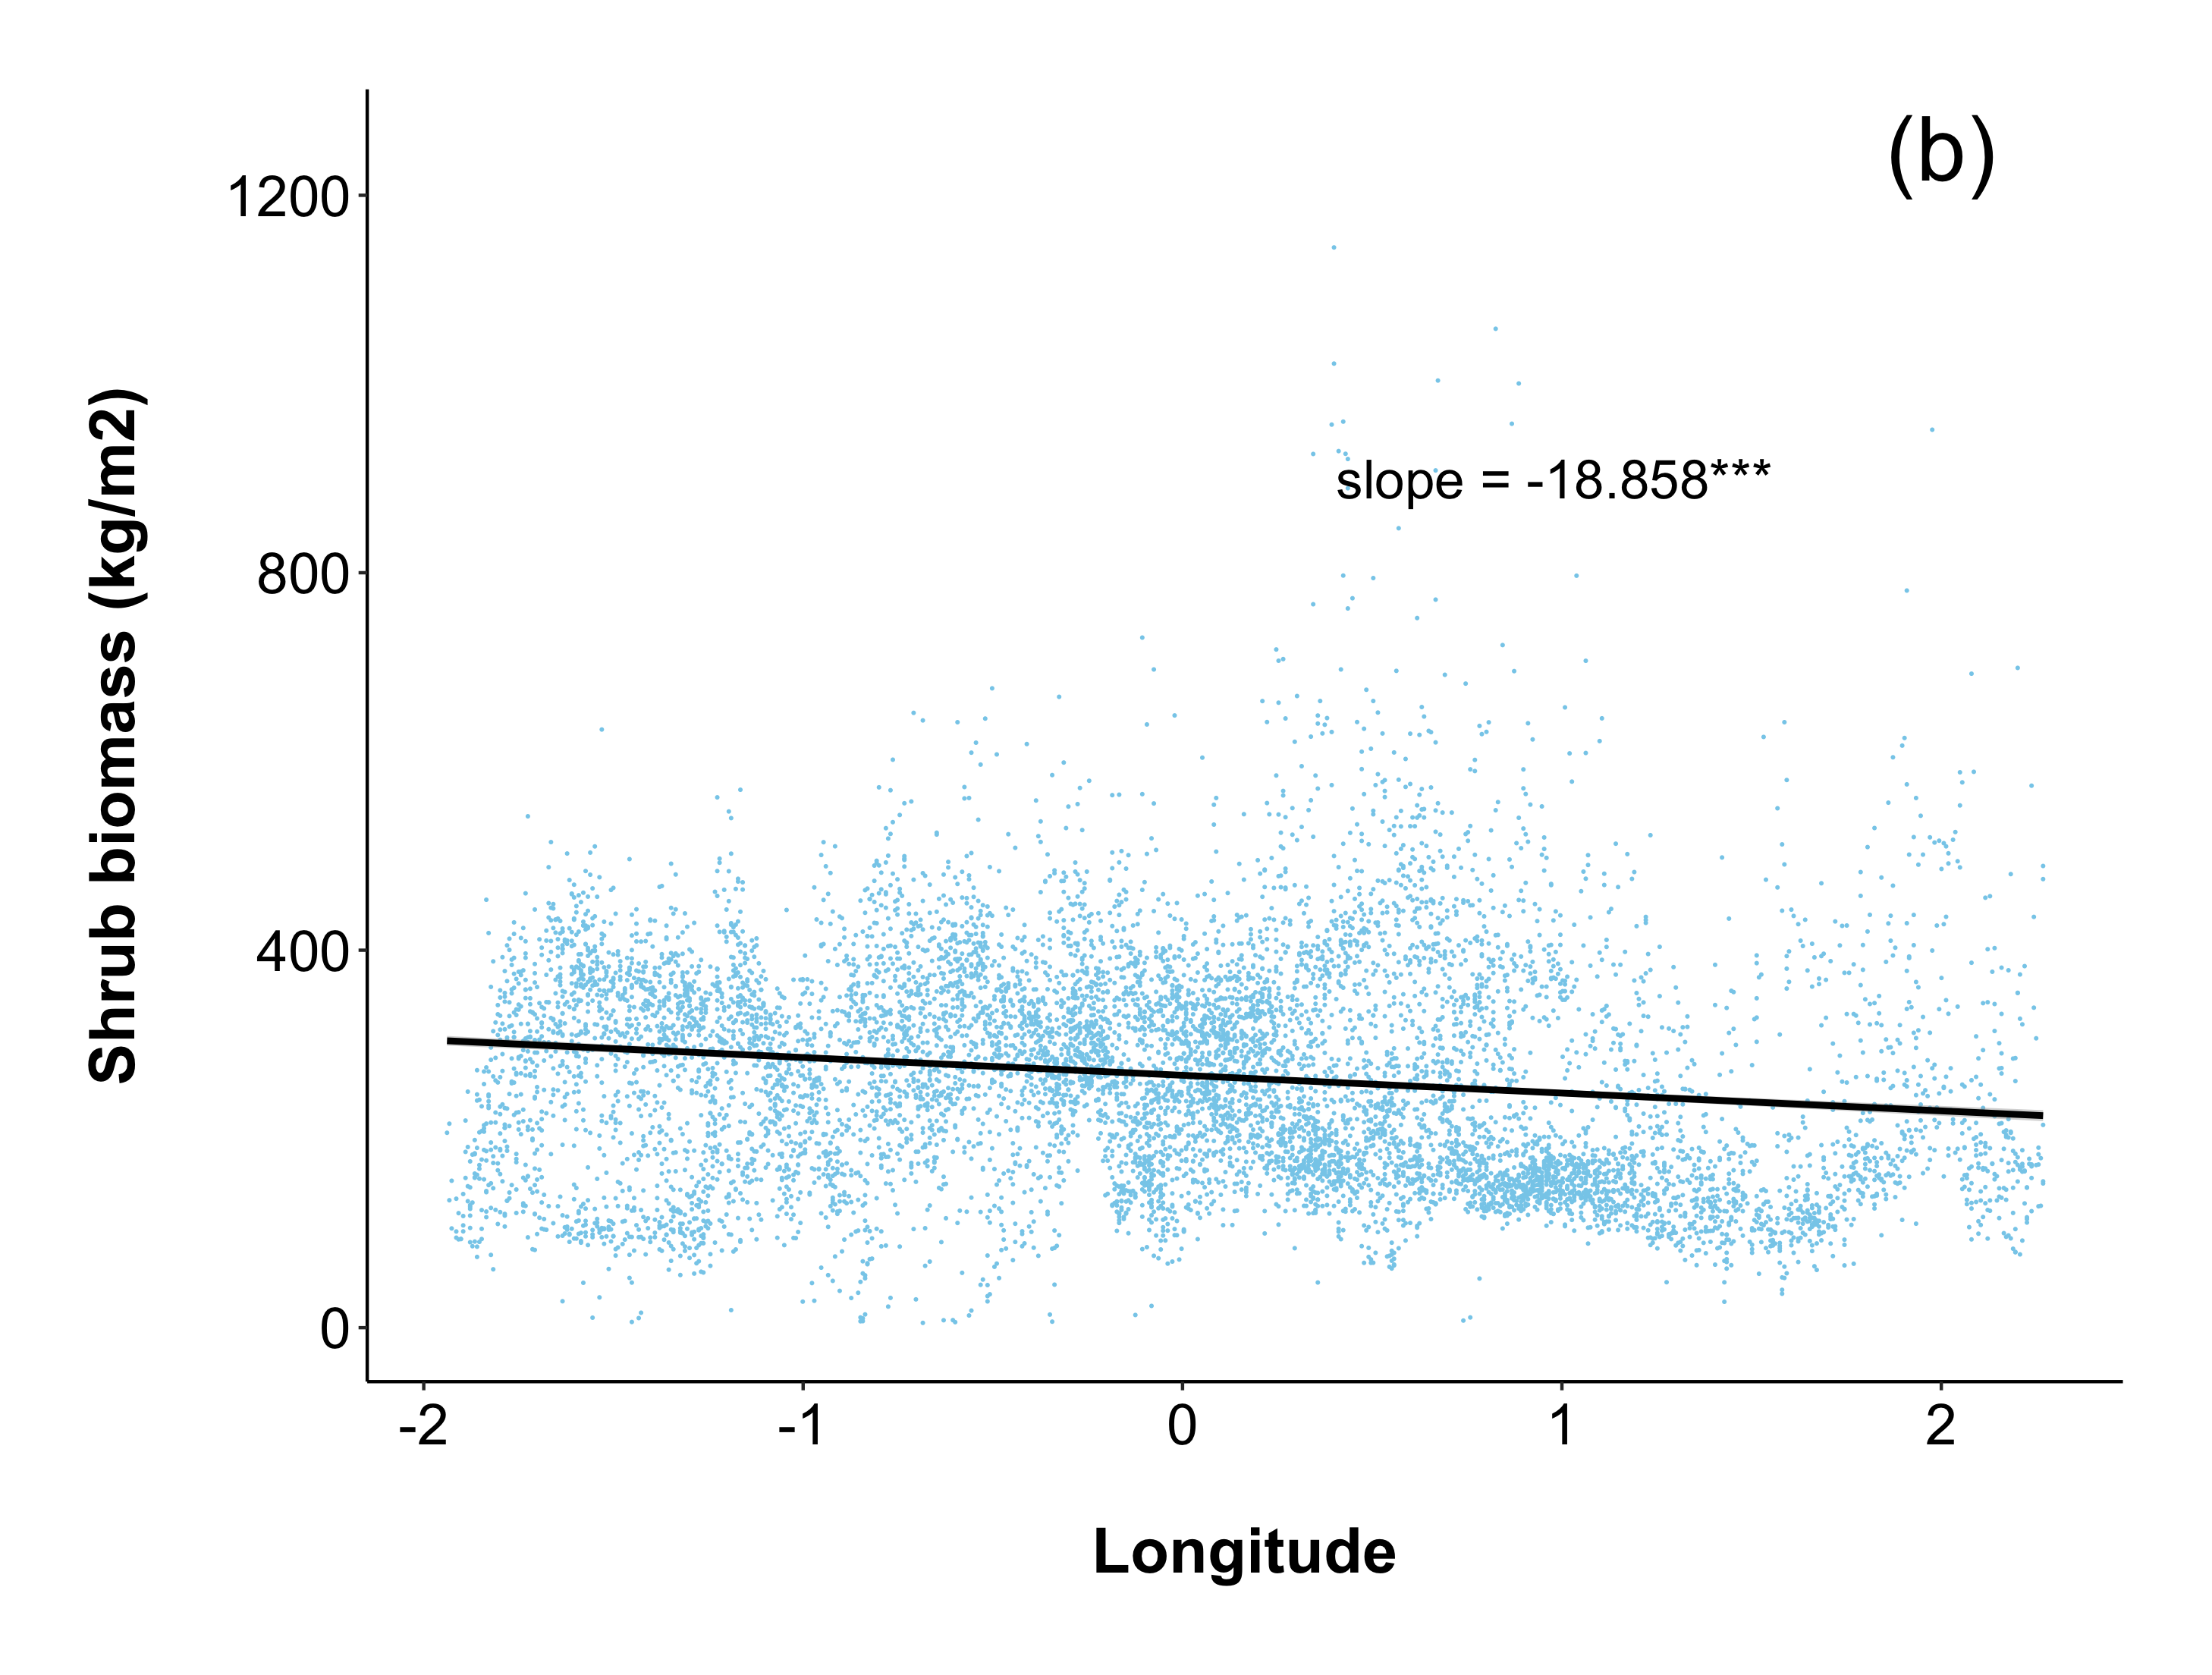 (b)
1200
800
400
0
Shrub biomass (kg/m2)
slope = -18.858***
-2 -1 0 1 2
Longitude